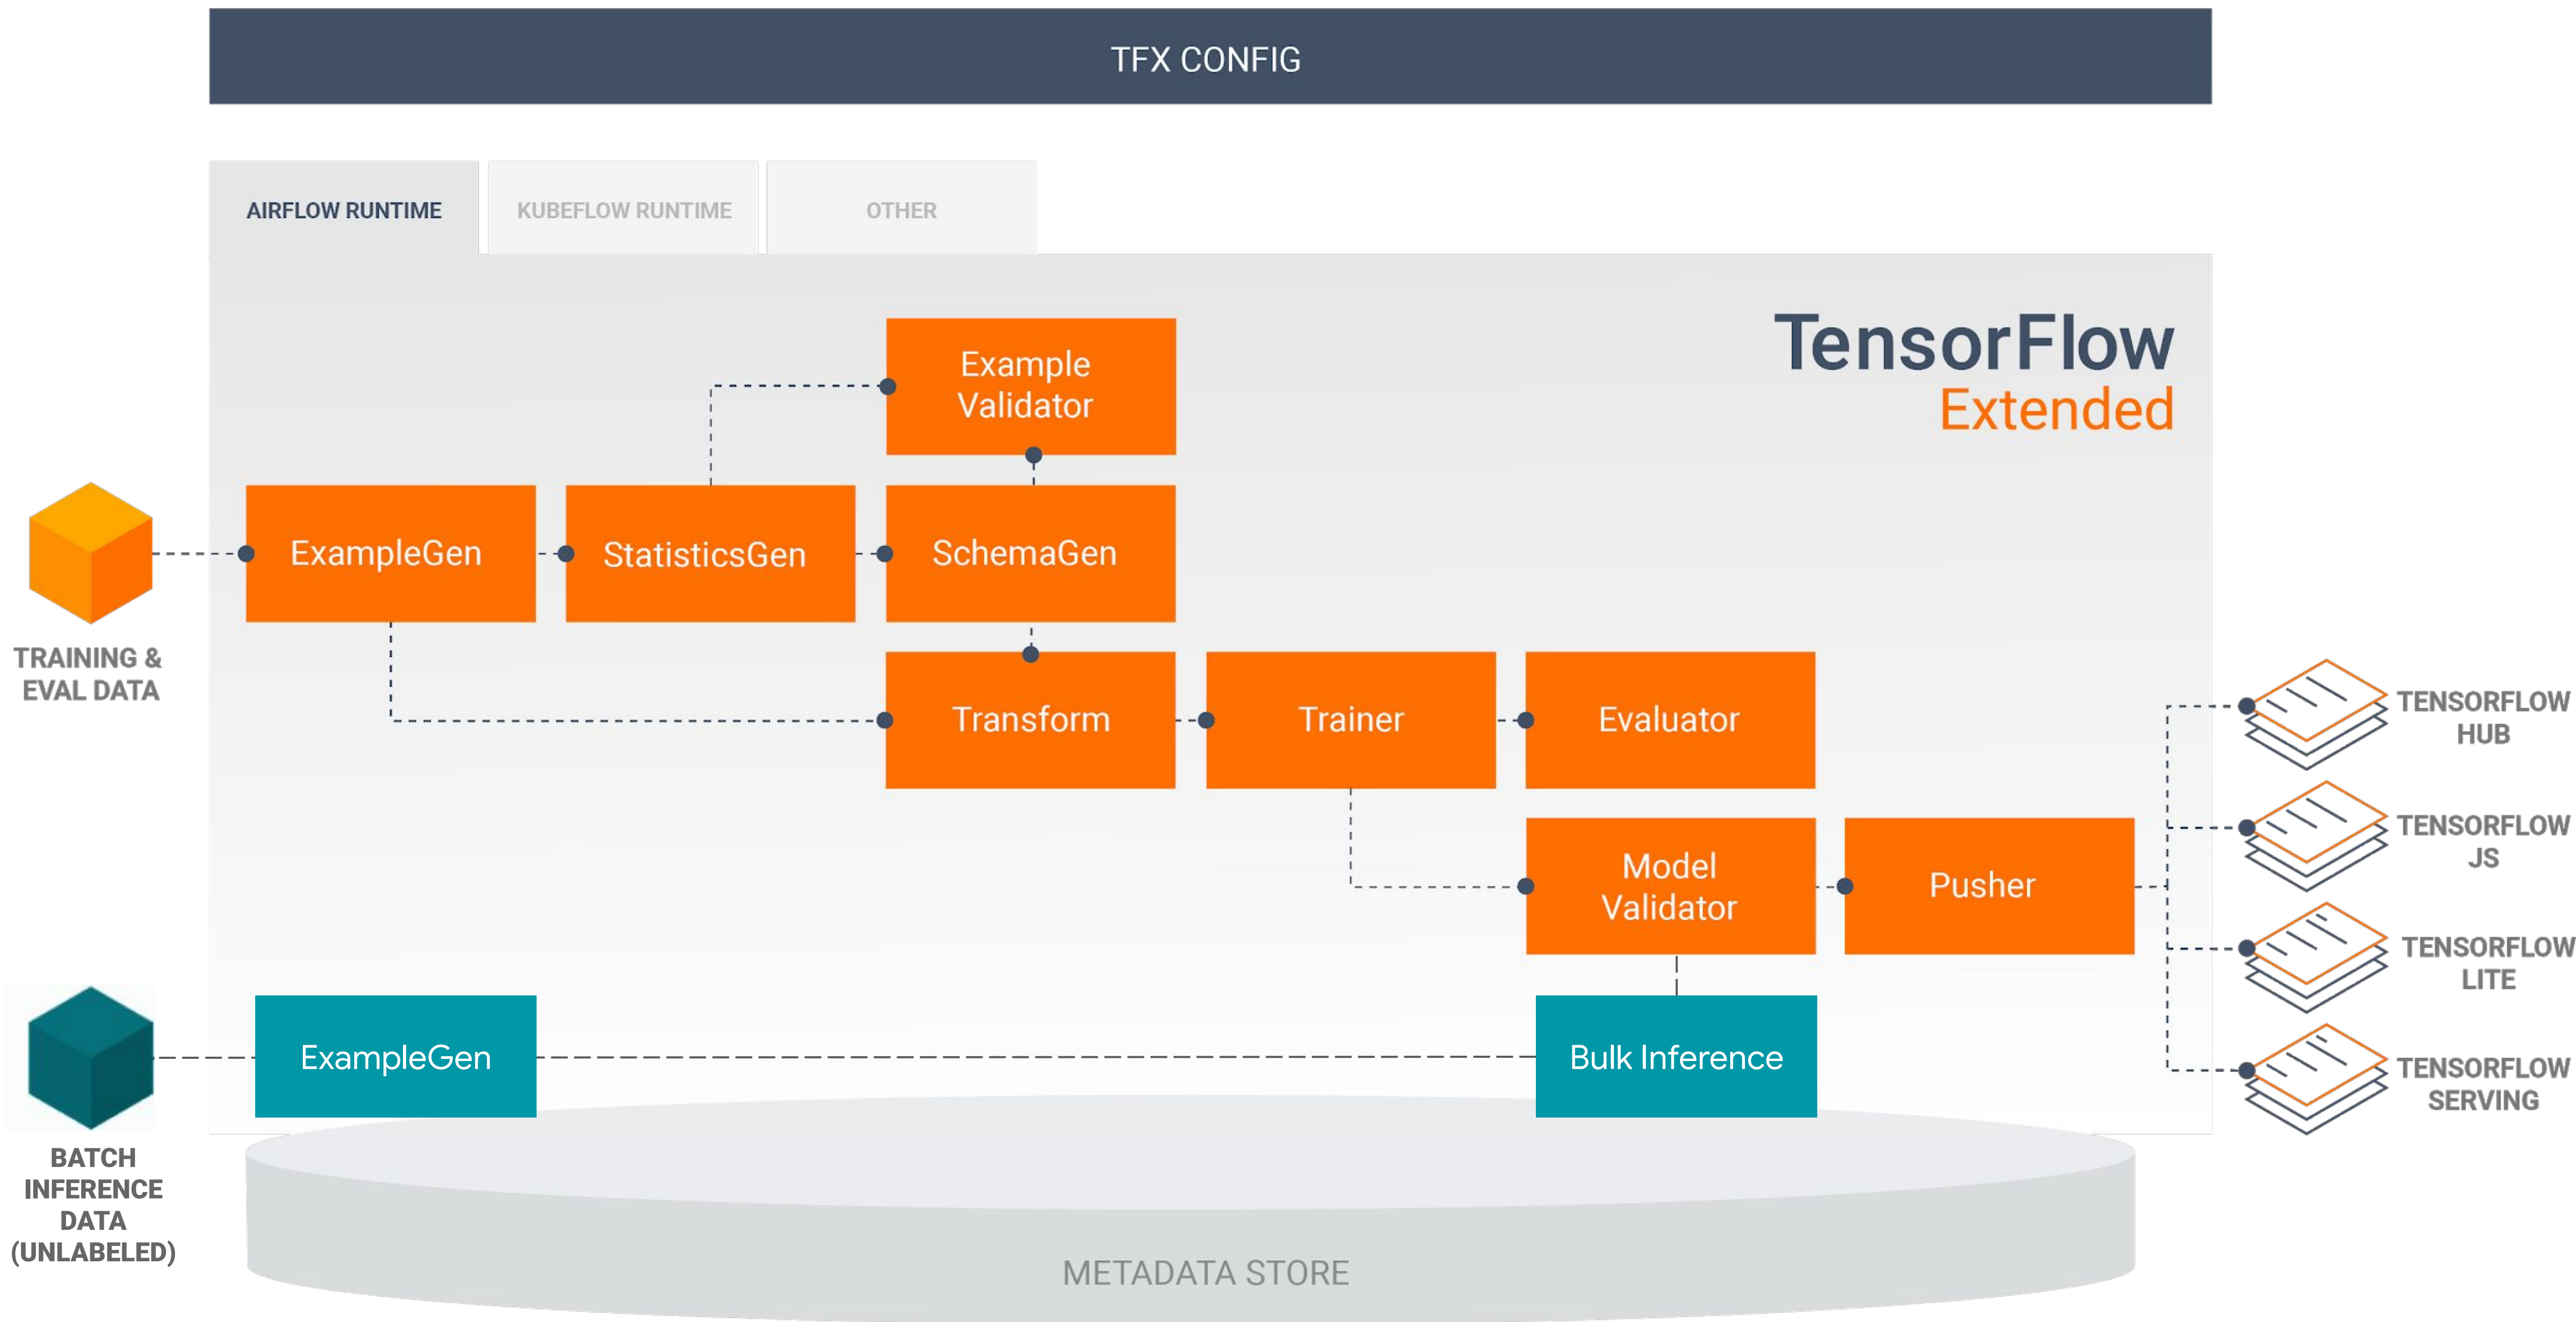 TFX CONFIG
AIRFLOW RUNTIME
KUBEFLOW RUNTIME
OTHER
TensorFlow
Extended
Example
Validator
ExampleGen
StatisticsGen
SchemaGen
TRAINING &
EVAL DATA
Transform
Trainer
Evaluator
Model
Validator
Pusher
TENSORFLOW
HUB
TENSORFLOW
JS
TENSORFLOW
LITE
TENSORFLOW
SERVING
ExampleGen
Bulk Inference
BATCH
INFERENCE
DATA
(UNLABELED)
METADATA STORE